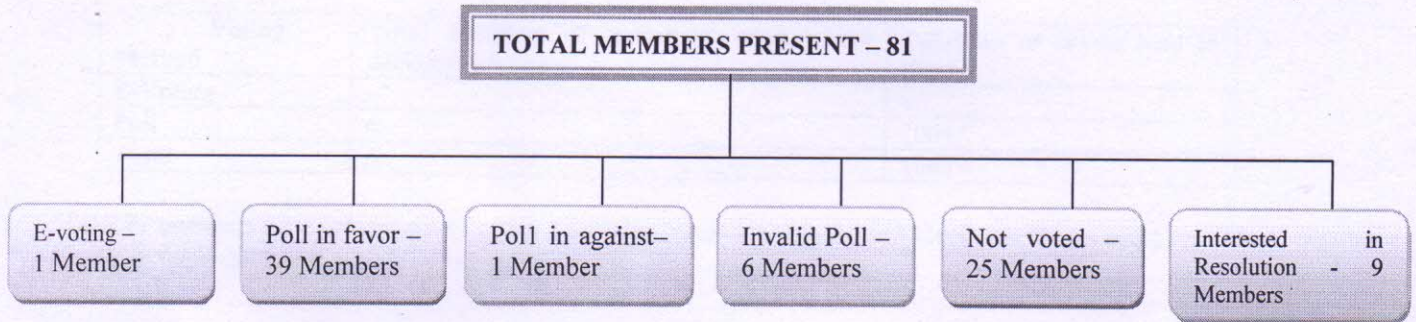 TOTAL MEMBERS PRESENT – 81
E-voting –
1 Member
Poll in favor –
39 Members
Poll in against–
1 Member
Invalid Poll –
6 Members
Not voted –
25 Members
Interested in
Resolution - 9
Members